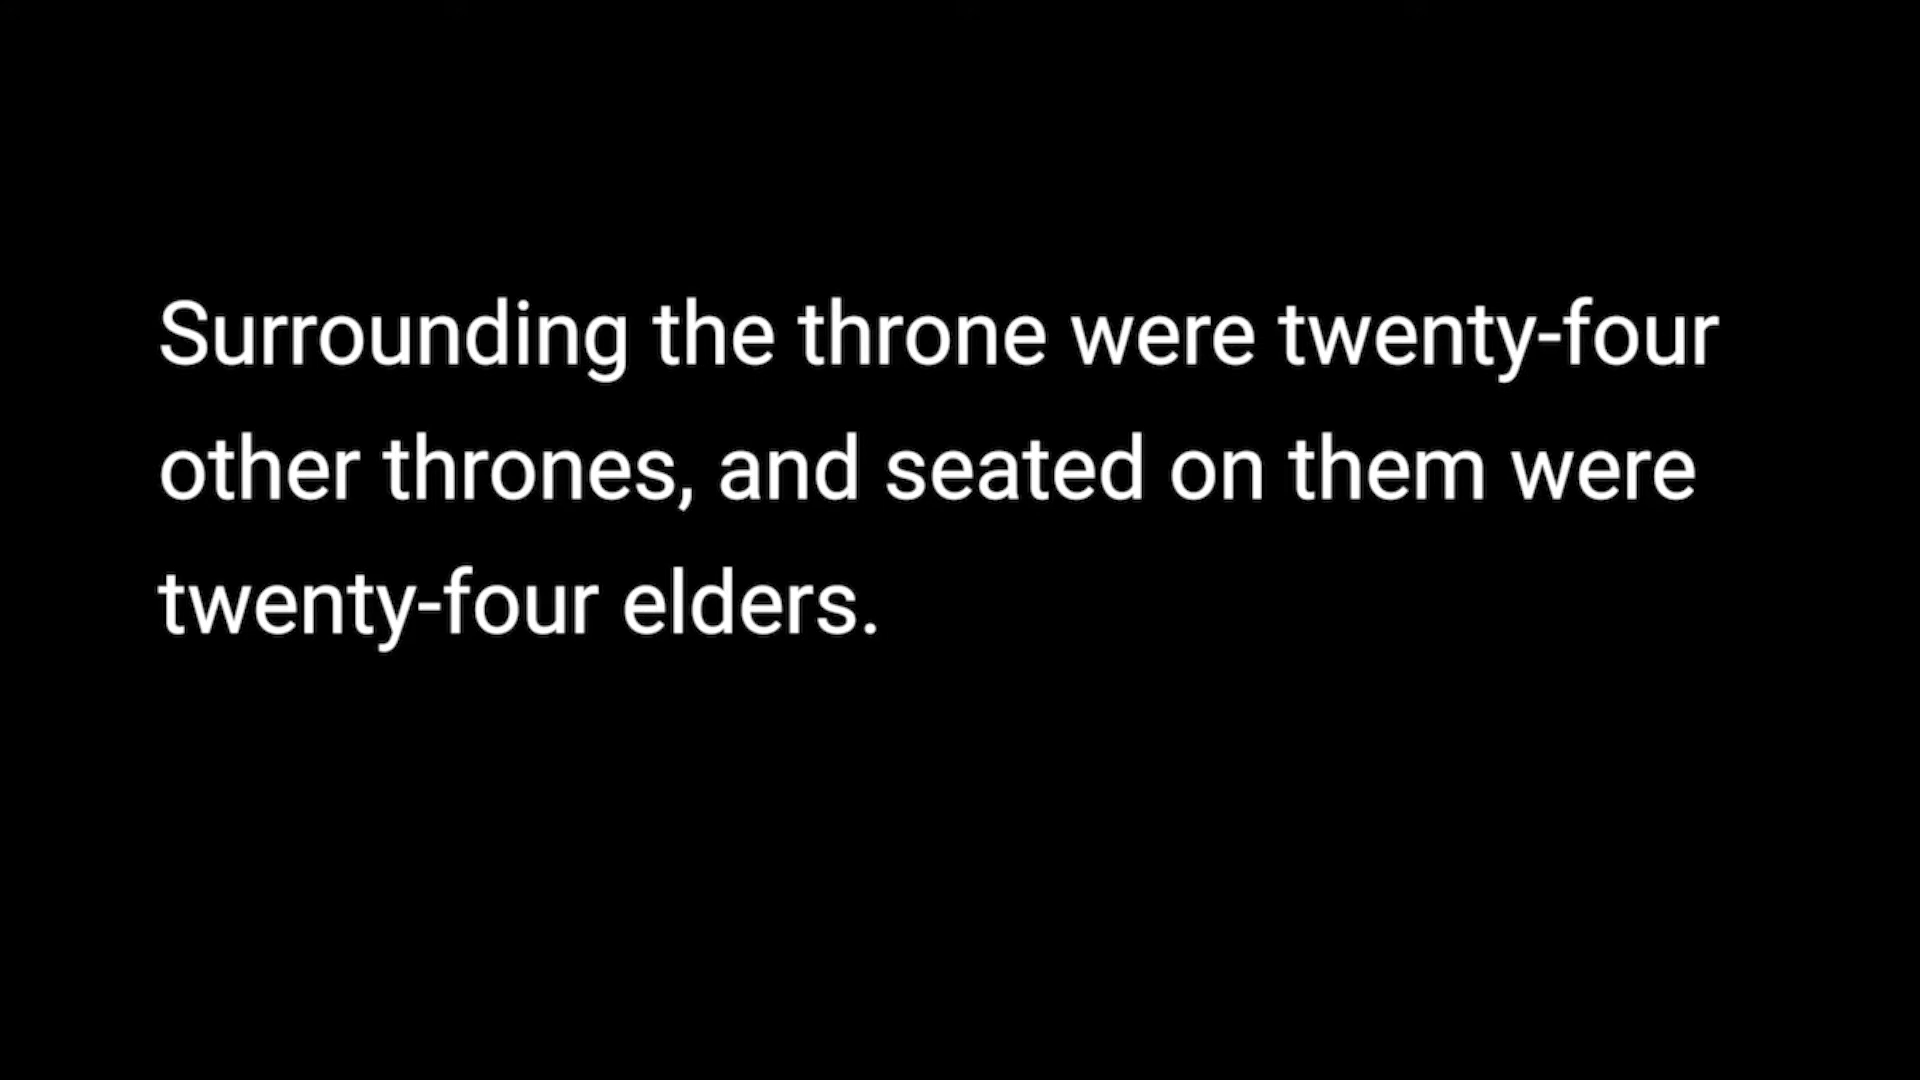 Surrounding the throne were twenty-four
other thrones, and seated on them were
twenty-four elders.